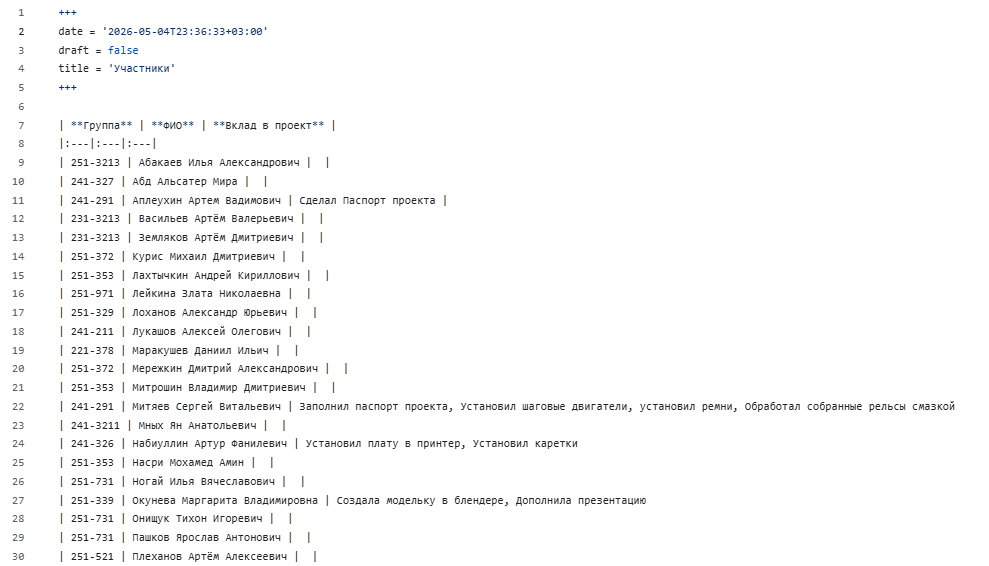 1 +++
2 date = '2026-05-04T23:36:33+03:00'
3 draft = false
4 title = 'Участники'
5 +++
6
7 | **Группа** | **ФИО** | **Вклад в проект** |
8 |:---|:---|:---|
9 | 251-3213 | Абакаев Илья Александрович |  |
10 | 241-327 | Абд Альсатер Мира |  |
11 | 241-291 | Аплеухин Артем Вадимович | Сделал Паспорт проекта |
12 | 231-3213 | Васильев Артём Валерьевич |  |
13 | 231-3213 | Земляков Артём Дмитриевич |  |
14 | 251-372 | Курис Михаил Дмитриевич |  |
15 | 251-353 | Лахтычкин Андрей Кириллович |  |
16 | 251-971 | Лейкина Злата Николаевна |  |
17 | 251-329 | Лоханов Александр Юрьевич |  |
18 | 241-211 | Лукашов Алексей Олегович |  |
19 | 221-378 | Маракушев Даниил Ильич |  |
20 | 251-372 | Мережкин Дмитрий Александрович |  |
21 | 251-353 | Митрошин Владимир Дмитриевич |  |
22 | 241-291 | Митяев Сергей Витальевич | Заполнил паспорт проекта, Установил шаговые двигатели, установил ремни, Обработал собранные рельсы смазкой
23 | 241-3211 | Мных Ян Анатольевич |  |
24 | 241-326 | Набиуллин Артур Фанилевич | Установил плату в принтер, Установил каретки
25 | 251-353 | Насри Мохамед Амин |  |
26 | 251-731 | Ногай Илья Вячеславович |  |
27 | 251-339 | Окунева Маргарита Владимировна | Создала модельку в блендере, Дополнила презентацию
28 | 251-731 | Онищук Тихон Игоревич |  |
29 | 251-731 | Пашков Ярослав Антонович |  |
30 | 251-521 | Плеханов Артём Алексеевич |  |